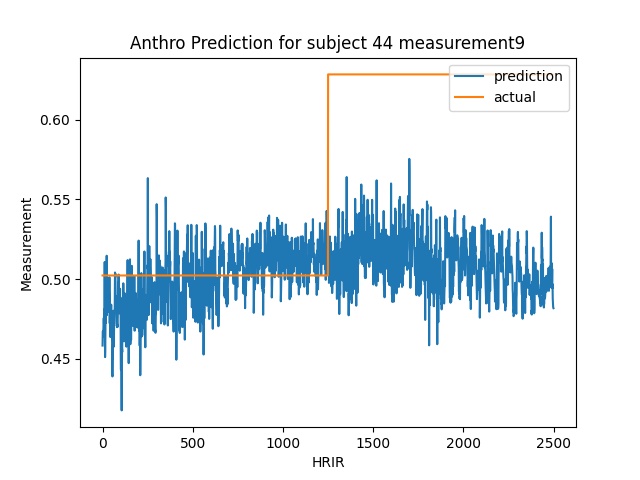 Anthro Prediction for subject 44 measurement9
prediction
actual
0.60
0.55
0.50
0.45
Measurement
0
500
1000
1500
2000
2500
HRIR